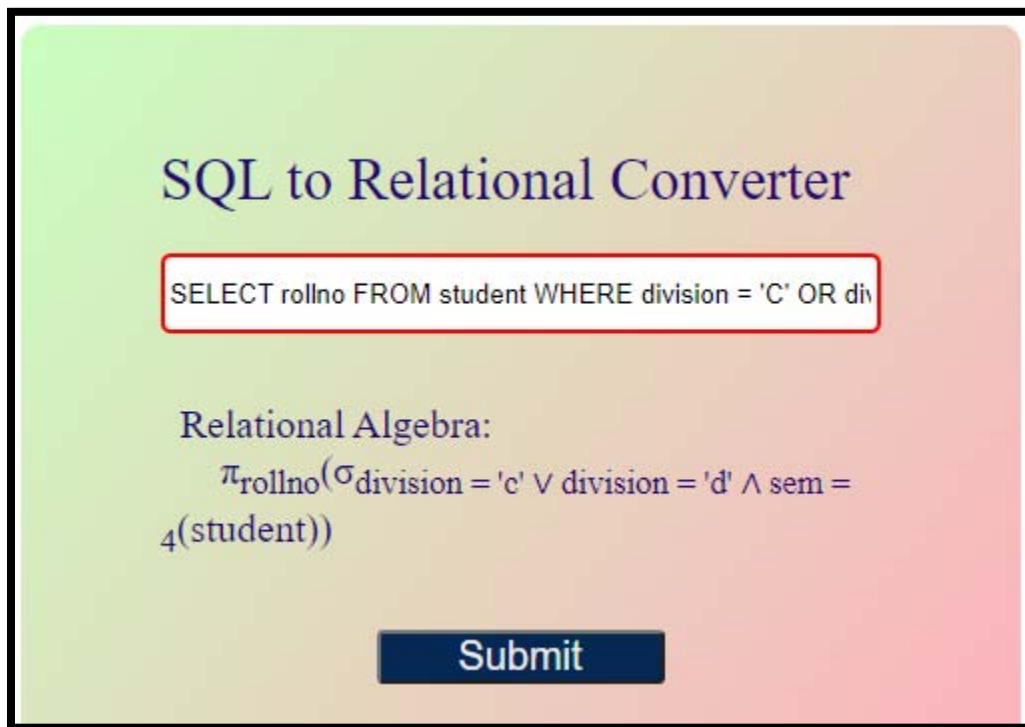 SQL to Relational Converter
SELECT rollno FROM student WHERE division = 'C' OR
Relational Algebra:
πrollno(σdivision = 'c' ∨ division = 'd' ∧ sem =
4(student))
Submit